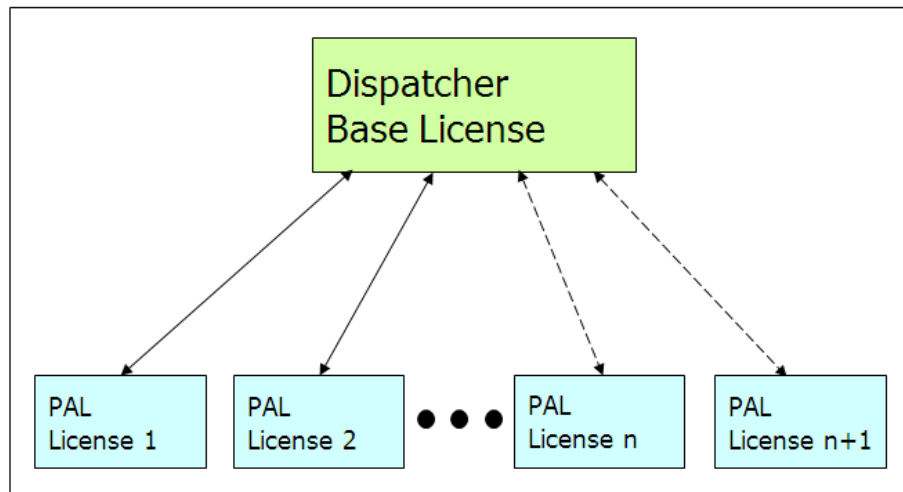 Dispatcher
Base License
PAL
License 1
PAL
License 2
PAL
License n
PAL
License n+1